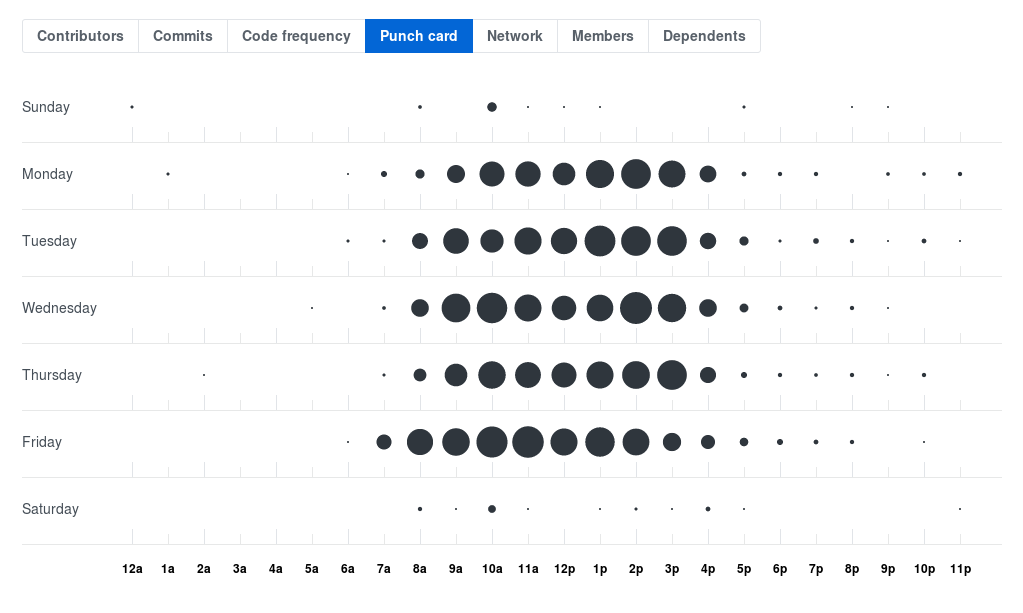 Contributors Commits Code frequency Punch card Network Members Dependents
Sunday
Monday
Tuesday
Wednesday
Thursday
Friday
Saturday
12a 1a 2a 3a 4a 5a 6a 7a 8a 9a 10a 11a 12p 1p 2p 3p 4p 5p 6p 7p 8p 9p 10p 11p